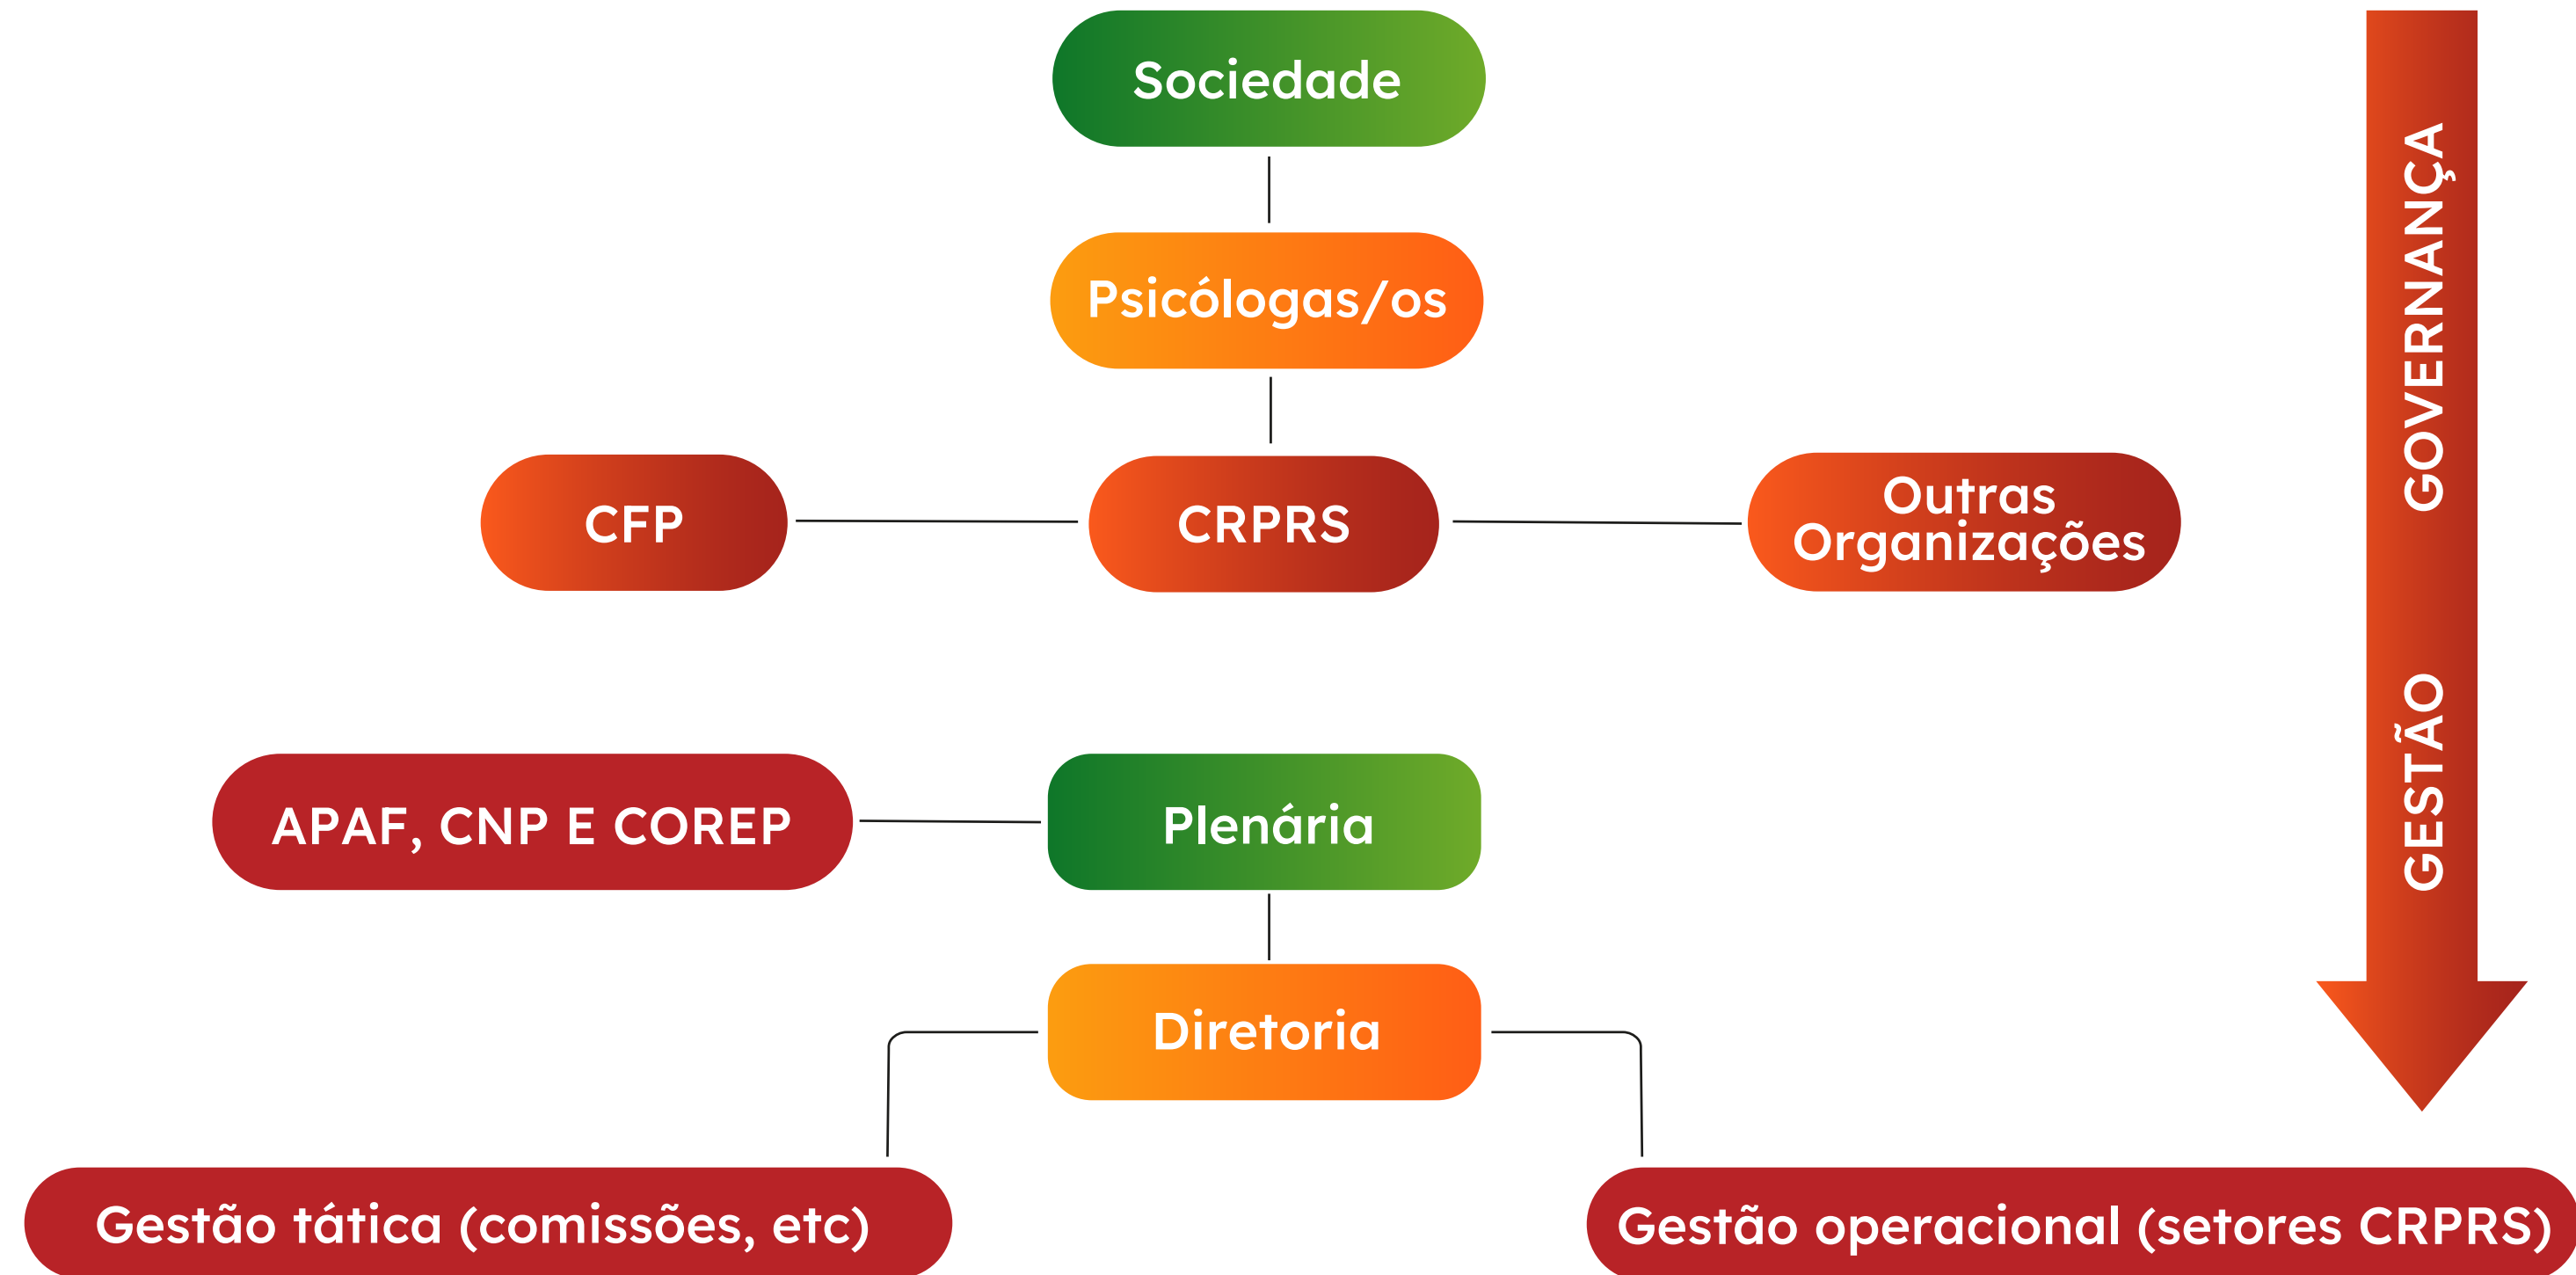 Sociedade
Psicólogas/os
CFP
CRPRS
Outras
Organizações
GOVERNANÇA
APAF, CNP E COREP
Plenária
GESTÃO
Diretoria
Gestão tática (comissões, etc)
Gestão operacional (setores CRPRS)